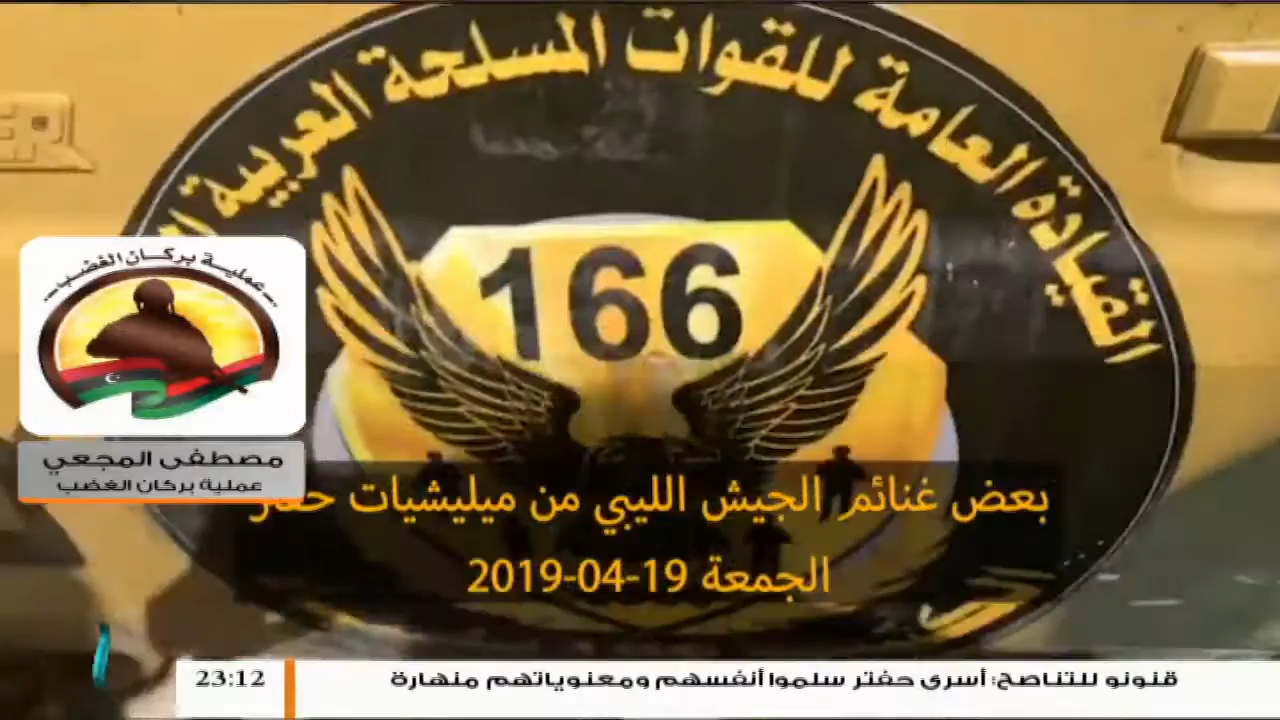 القيادة العامة للقوات المسلحة العربية
166
عملية بركان الغضب
مصطفى المجعي
عملية بركان الغضب
بعض غنائم الجيش الليبي من ميليشيات
الجمعة 19-04-2019
23:12
قنونو للتناصح: أسرى حفتر سلموا أنفسهم ومعنوياتهم منهارة